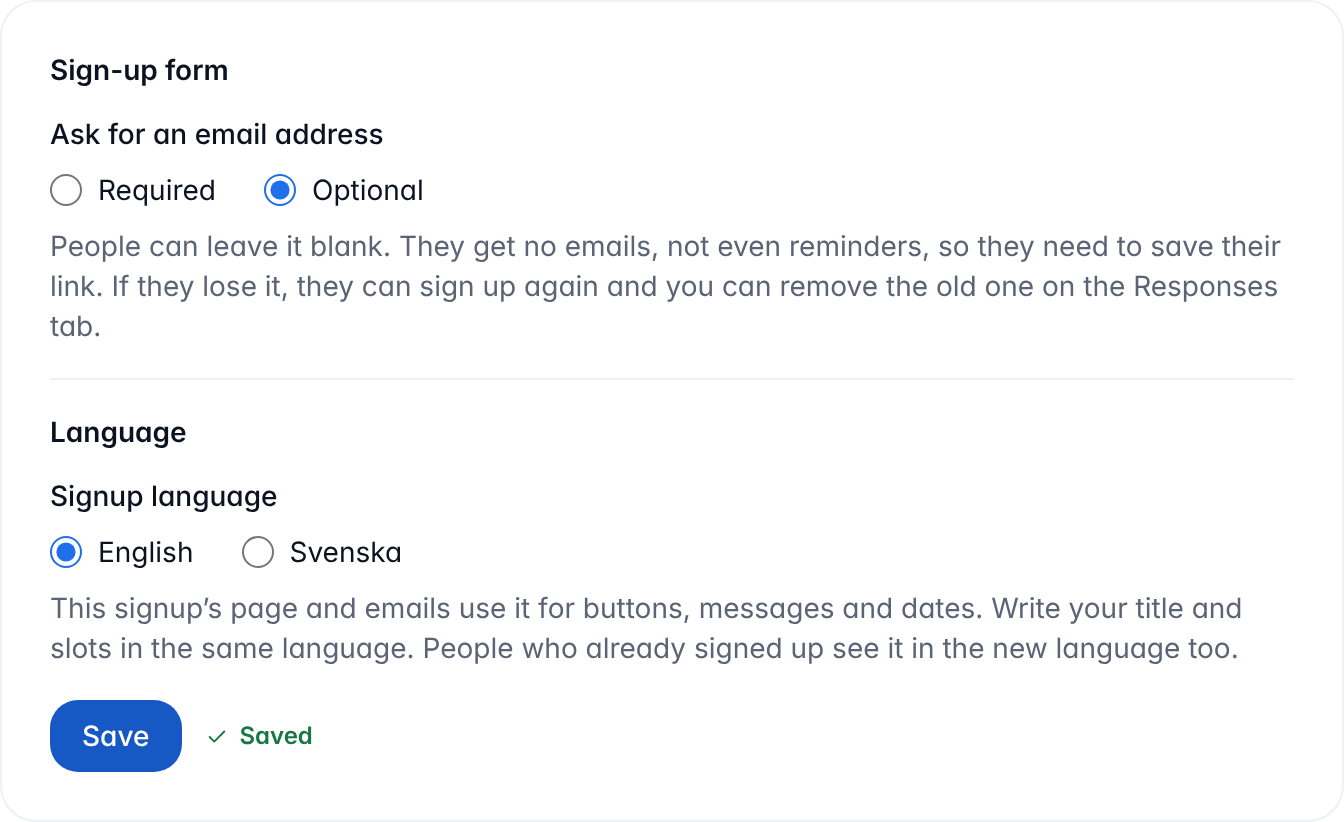 Sign-up form
Ask for an email address
Required Optional
People can leave it blank. They get no emails, not even reminders, so they need to save their
link. If they lose it, they can sign up again and you can remove the old one on the Responses
tab.
Language
Signup language
English Svenska
This signup’s page and emails use it for buttons, messages and dates. Write your title and
slots in the same language. People who already signed up see it in the new language too.
Save Saved